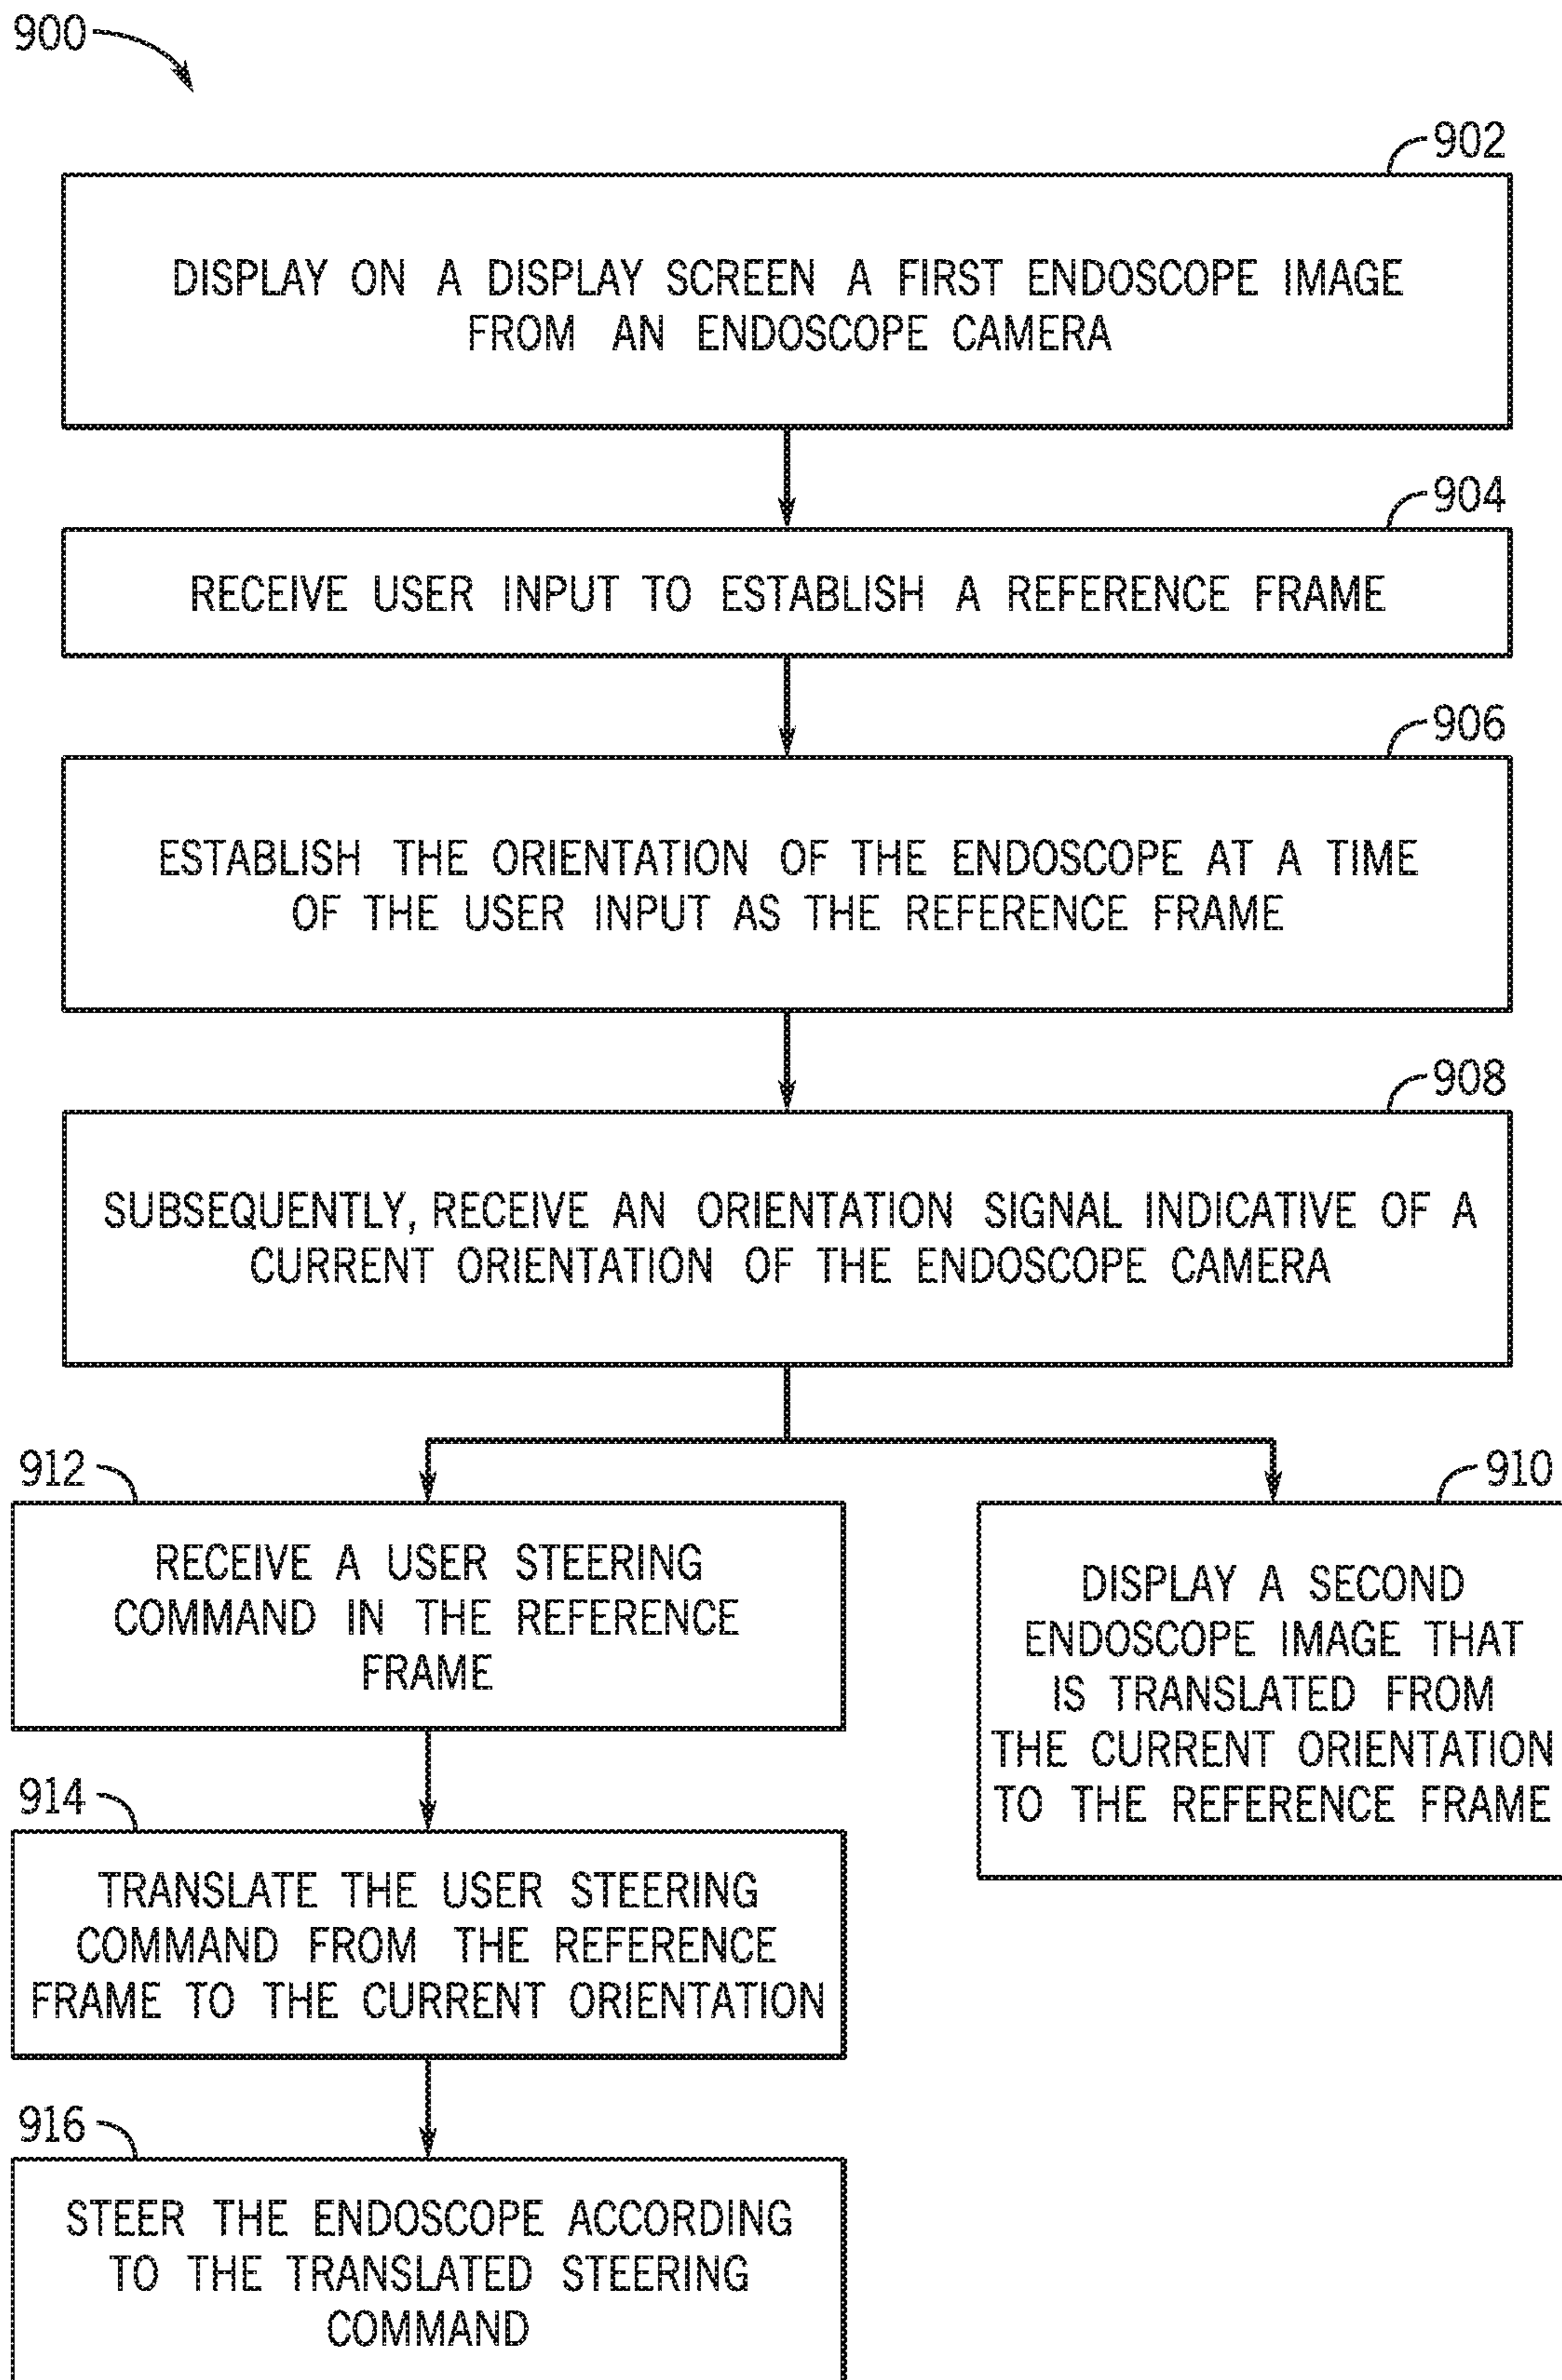 900
902
DISPLAY ON A DISPLAY SCREEN A FIRST ENDOSCOPE IMAGE
FROM AN ENDOSCOPE CAMERA
904
RECEIVE USER INPUT TO ESTABLISH A REFERENCE FRAME
906
ESTABLISH THE ORIENTATION OF THE ENDOSCOPE AT A TIME
OF THE USER INPUT AS THE REFERENCE FRAME
908
SUBSEQUENTLY, RECEIVE AN ORIENTATION SIGNAL INDICATIVE OF A
CURRENT ORIENTATION OF THE ENDOSCOPE CAMERA
912
RECEIVE A USER STEERING
COMMAND IN THE REFERENCE
FRAME
910
DISPLAY A SECOND
ENDOSCOPE IMAGE THAT
IS TRANSLATED FROM
THE CURRENT ORIENTATION
TO THE REFERENCE FRAME
914
TRANSLATE THE USER STEERING
COMMAND FROM THE REFERENCE
FRAME TO THE CURRENT ORIENTATION
916
STEER THE ENDOSCOPE ACCORDING
TO THE TRANSLATED STEERING
COMMAND